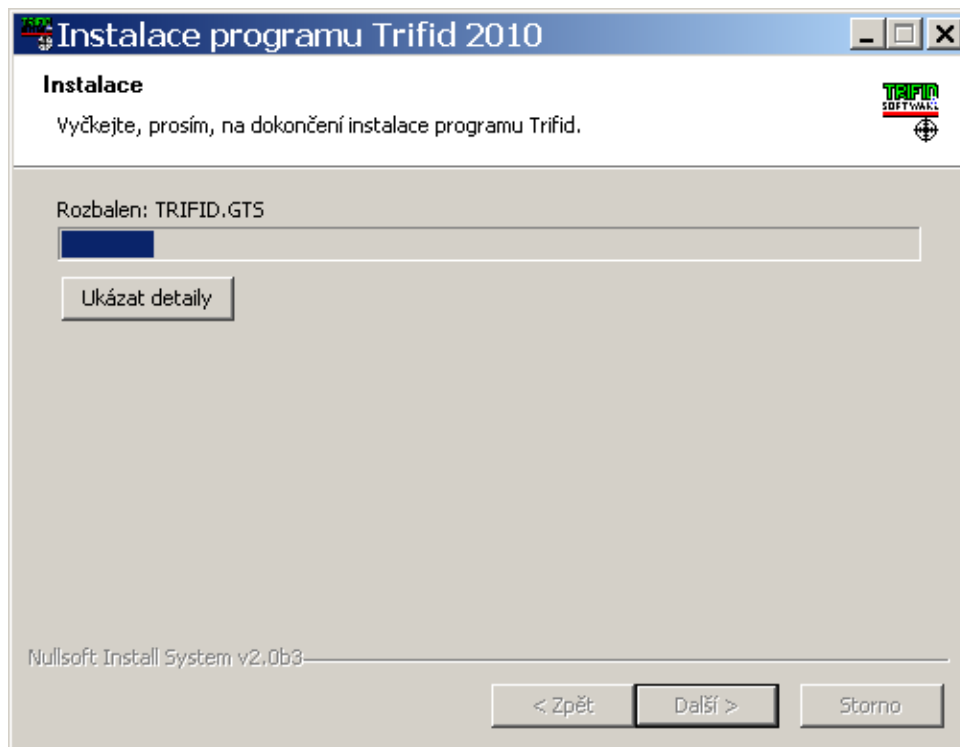 Instalace programu Trifid 2010
Instalace
Vyčkejte, prosím, na dokončení instalace programu Trifid.
TRIFID
SOFTWARE
Rozbalen: TRIFID.GTS
Ukázat detaily
Nullsoft Install System v2.0b3
< Zpět
Další >
Storno